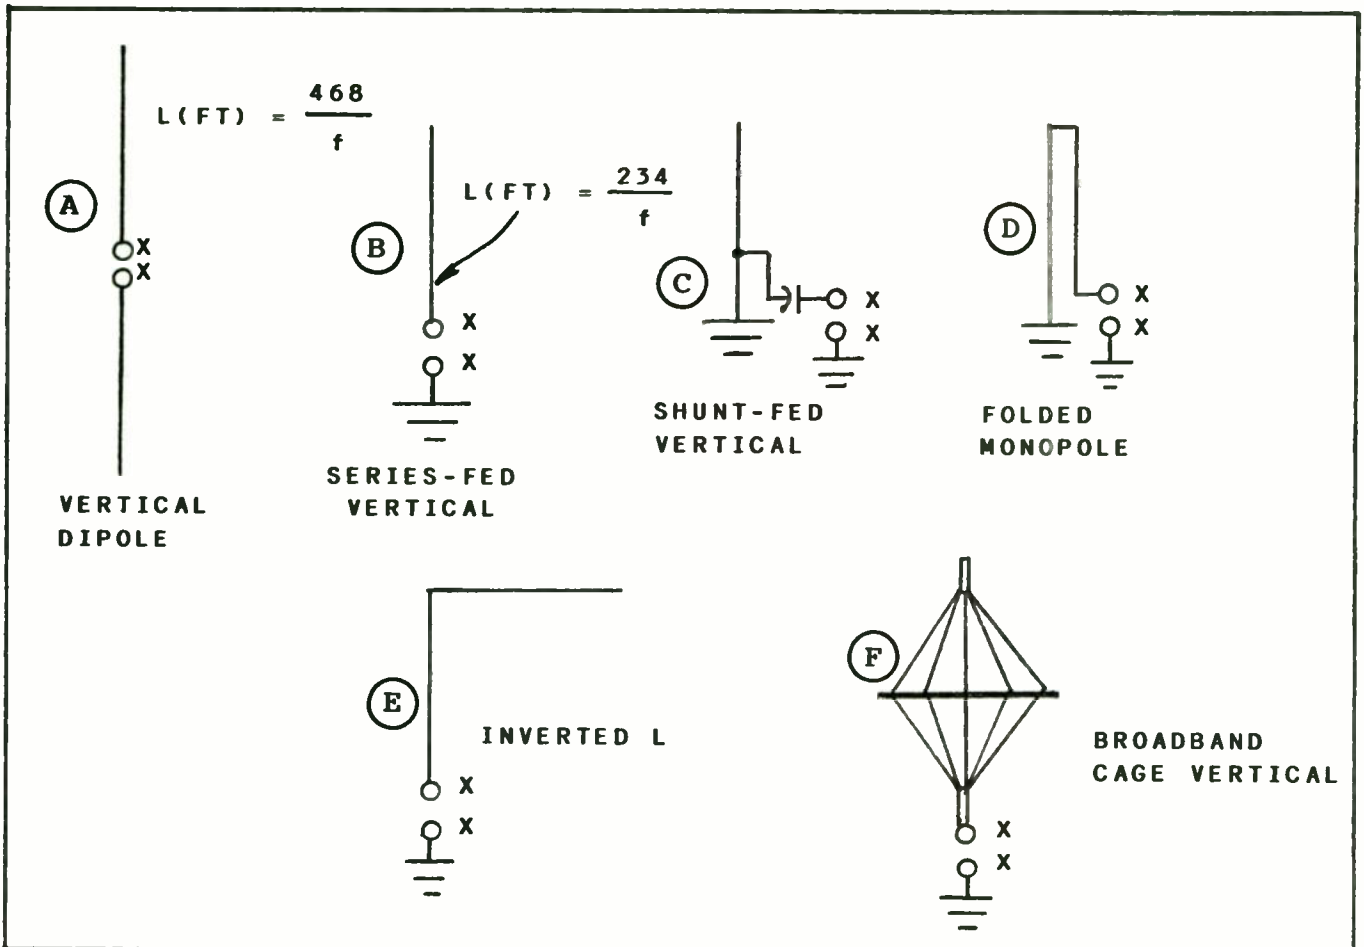 L(FT) = 468
f
A
X
X
VERTICAL
DIPOLE
L(FT) = 234
f
B
X
X
SERIES-FED
VERTICAL
C
X
X
SHUNT-FED
VERTICAL
D
X
X
FOLDED
MONOPOLE
E
INVERTED L
X
X
F
BROADBAND
CAGE VERTICAL
X
X